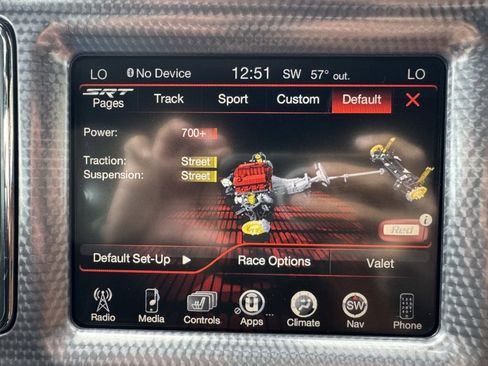 LO No Device 12:51 SW 57° out. LO
SRT Pages Track Sport Custom Default
Power: 700+
Traction: Street
Suspension: Street
Red i
Default Set-Up Race Options Valet
SW
Radio Media Controls Apps Climate Nav Phone